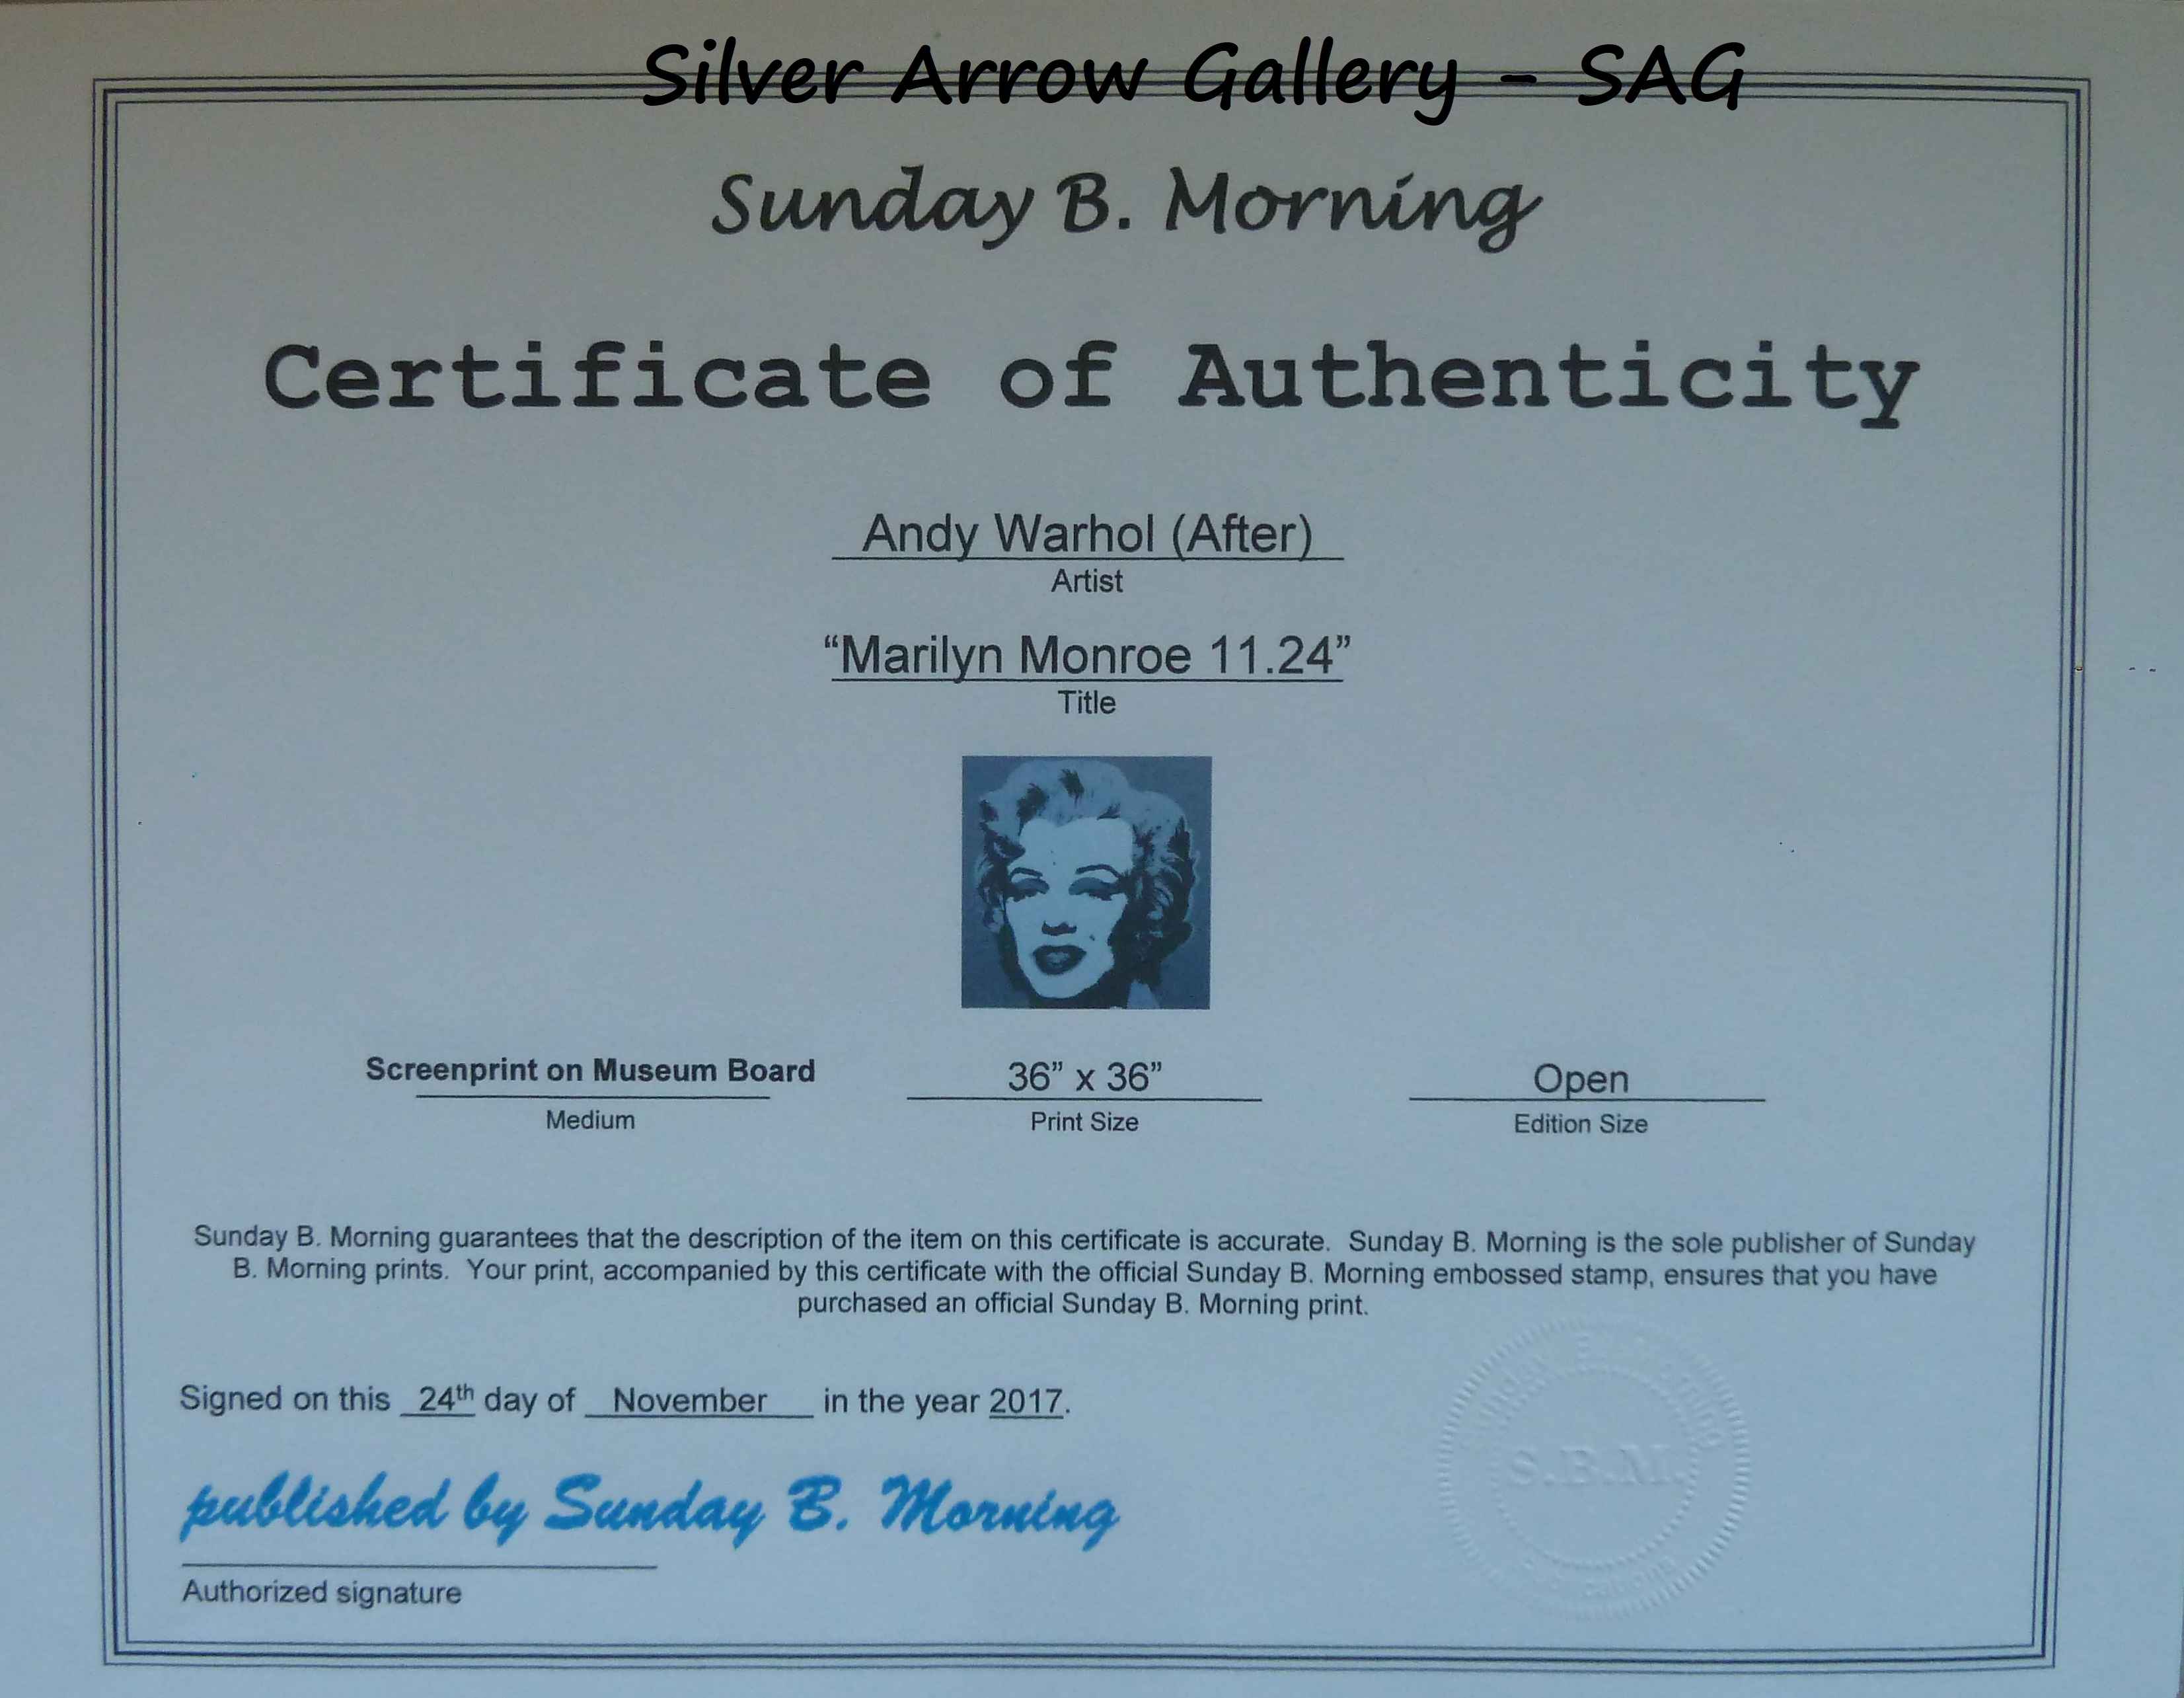 Silver Arrow Gallery - SAG
Sunday B. Morning
Certificate of Authenticity
Andy Warhol (After)
Artist
“Marilyn Monroe 11.24”
Title
Screenprint on Museum Board
Medium
36” x 36”
Print Size
Open
Edition Size
Sunday B. Morning guarantees that the description of the item on this certificate is accurate. Sunday B. Morning is the sole publisher of Sunday
B. Morning prints. Your print, accompanied by this certificate with the official Sunday B. Morning embossed stamp, ensures that you have
purchased an official Sunday B. Morning print.
Signed on this 24th day of November in the year 2017.
published by Sunday B. Morning
Authorized signature
Sunday B. Morning
S.B.M.